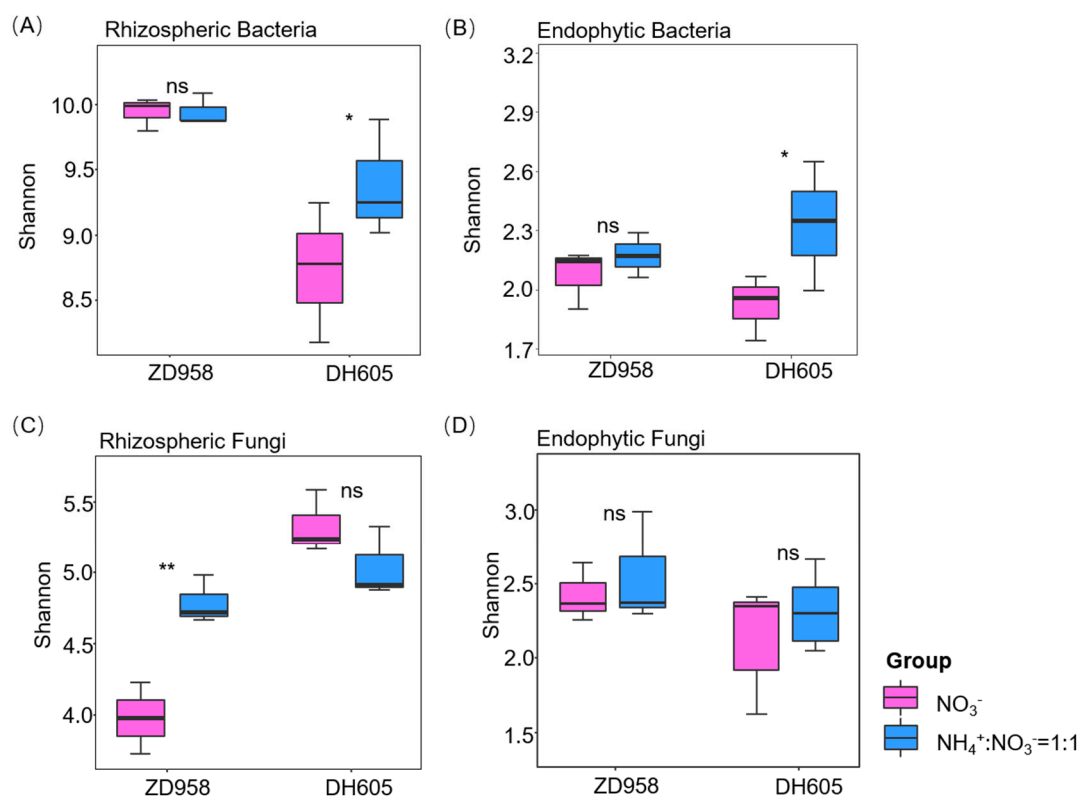 (A) Rhizospheric Bacteria
ns
*
10.0
9.5
9.0
8.5
Shannon
ZD958 DH605
(B) Endophytic Bacteria
3.2
2.9
2.6
2.3
2.0
1.7
ns
*
Shannon
ZD958 DH605
(C) Rhizospheric Fungi
5.5
5.0
4.5
4.0
**
ns
Shannon
ZD958 DH605
(D) Endophytic Fungi
3.0
2.5
2.0
1.5
ns
ns
Shannon
ZD958 DH605
Group
NO₃⁻
NH₄⁺:NO₃⁻=1:1